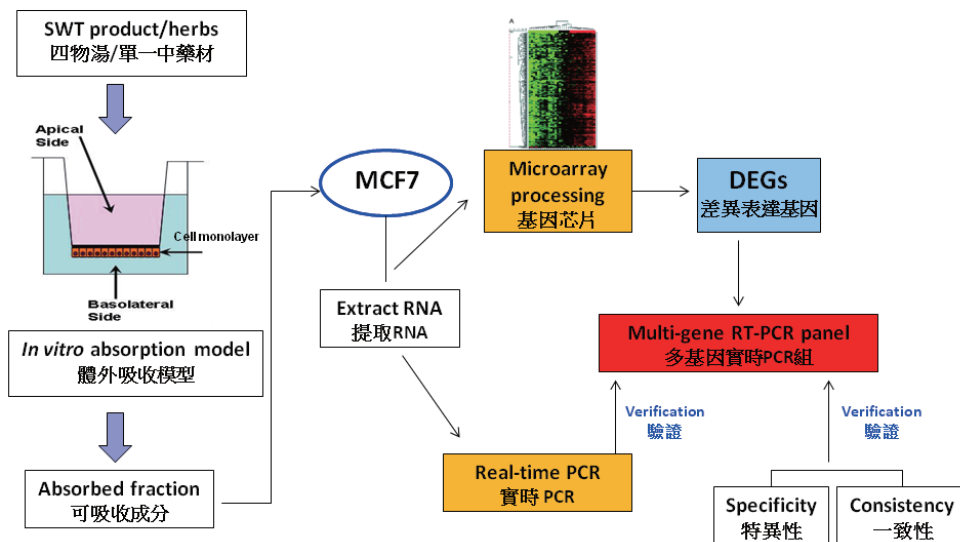 SWT product/herbs
四物湯/單一中藥材
Apical
Side
Cell monolayer
Basolateral
Side
In vitro absorption model
體外吸收模型
Absorbed fraction
可吸收成分
MCF7
Extract RNA
提取RNA
A
Microarray
processing
基因芯片
DEGs
差異表達基因
Multi-gene RT-PCR panel
多基因實時PCR組
Verification
驗證
Verification
驗證
Real-time PCR
實時 PCR
Specificity
特異性
Consistency
一致性